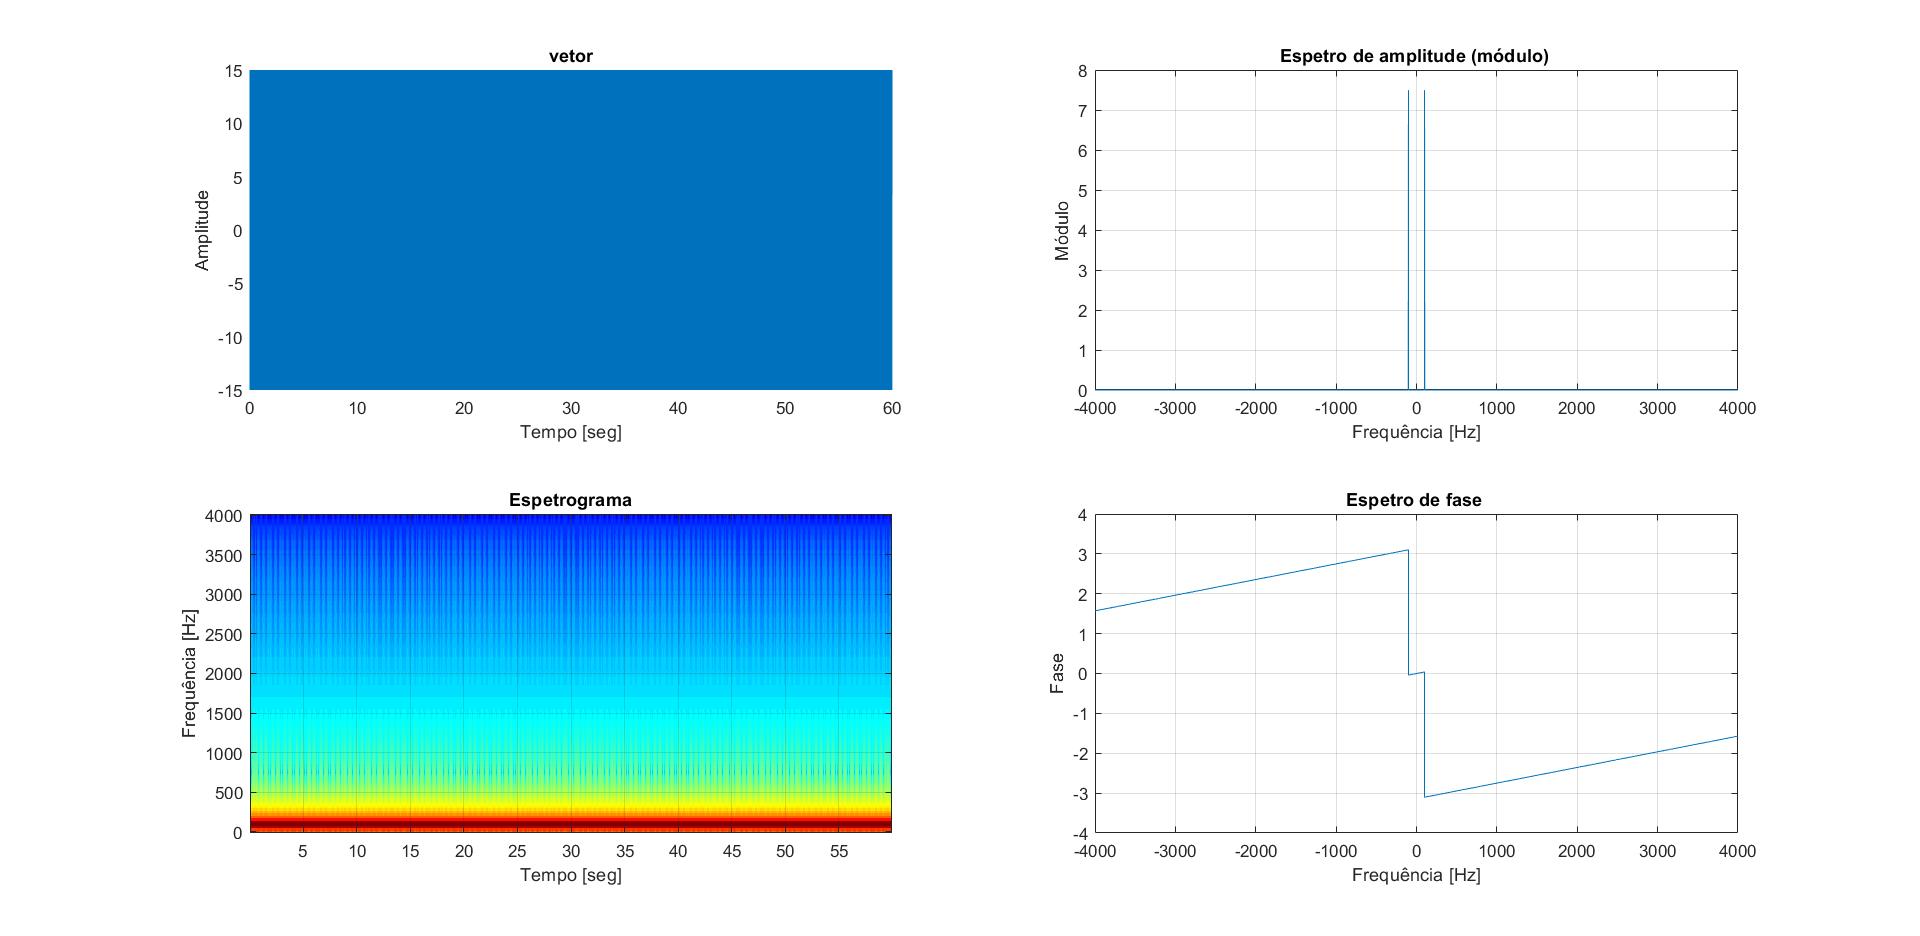 vetor
15
10
5
0
-5
-10
-15
Amplitude
0 10 20 30 40 50 60
Tempo [seg]
Espetro de amplitude (módulo)
8
7
6
5
4
3
2
1
0
Módulo
-4000 -3000 -2000 -1000 0 1000 2000 3000 4000
Frequência [Hz]
Espetrograma
4000
3500
3000
2500
2000
1500
1000
500
0
Frequência [Hz]
5 10 15 20 25 30 35 40 45 50 55
Tempo [seg]
Espetro de fase
4
3
2
1
0
-1
-2
-3
-4
Fase
-4000 -3000 -2000 -1000 0 1000 2000 3000 4000
Frequência [Hz]